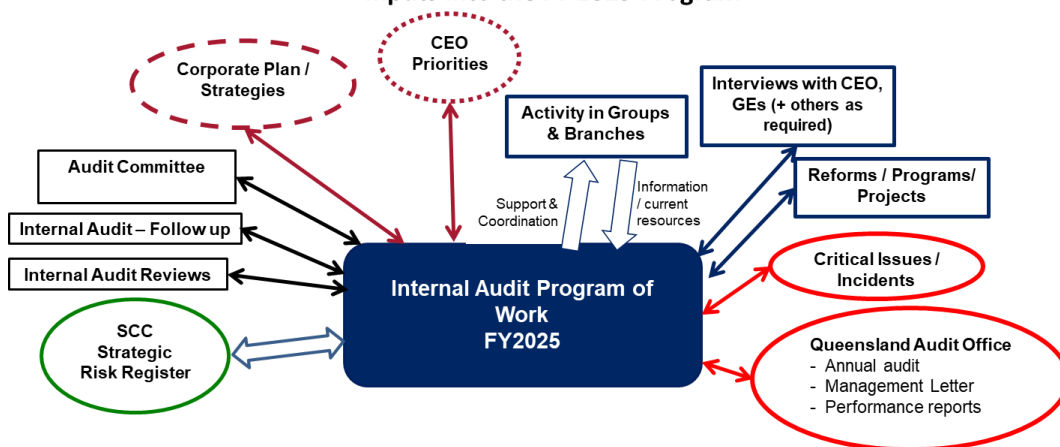 CEO
Priorities
Corporate Plan /
Strategies
Interviews with CEO,
GEs (+ others as
required)
Activity in Groups
& Branches
Audit Committee
Reforms / Programs/
Projects
Support &
Coordination
Information
/ current
resources
Internal Audit – Follow up
Internal Audit Reviews
Critical Issues /
Incidents
Internal Audit Program of
Work
FY2025
SCC
Strategic
Risk Register
Queensland Audit Office
- Annual audit
- Management Letter
- Performance reports